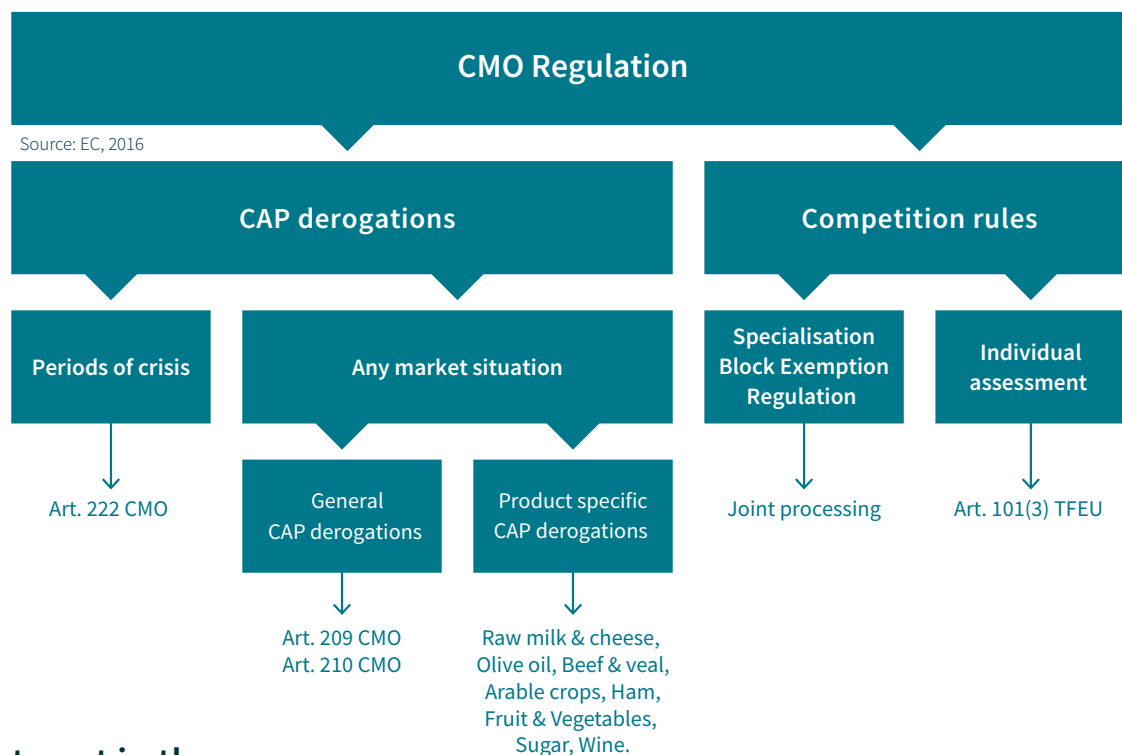 CMO Regulation
Source: EC, 2016
CAP derogations
Competition rules
Periods of crisis
Any market situation
Specialisation
Block Exemption
Regulation
Individual
assessment
Art. 222 CMO
General
CAP derogations
Product specific
CAP derogations
Joint processing
Art. 101(3) TFEU
Art. 209 CMO
Art. 210 CMO
Raw milk & cheese,
Olive oil, Beef & veal,
Arable crops, Ham,
Fruit & Vegetables,
Sugar, Wine.